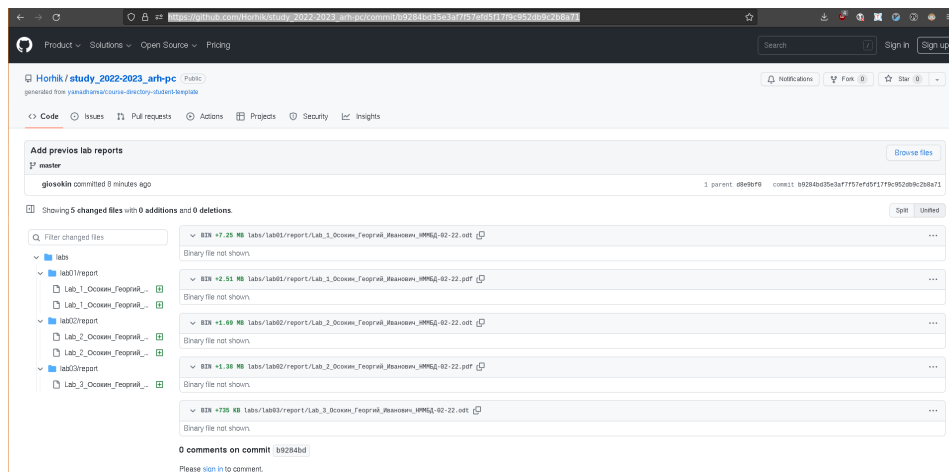 https://github.com/Horhik/study_2022-2023_arh-pc/commit/b9284bd35e3af7f57efd5f17f9c952db9c2b8a71
Product Solutions Open Source Pricing
Search /
Sign in
Sign up
Horhik / study_2022-2023_arh-pc Public
Notifications
Fork 0
Star 0
generated from yamadharma/course-directory-student-template
Code Issues Pull requests Actions Projects Security Insights
Add previos lab reports
Browse files
master
giosokin committed 8 minutes ago
1 parent d8e9bf0 commit b9284bd35e3af7f57efd5f17f9c952db9c2b8a71
Showing 5 changed files with 0 additions and 0 deletions.
Split Unified
Filter changed files
labs
lab01/report
Lab_1_Осокин_Георгий_...
Lab_1_Осокин_Георгий_...
lab02/report
Lab_2_Осокин_Георгий_...
Lab_2_Осокин_Георгий_...
lab03/report
Lab_3_Осокин_Георгий_...
BIN +7.25 MB labs/lab01/report/Lab_1_Осокин_Георгий_Иванович_НММБД-02-22.odt
Binary file not shown.
BIN +2.51 MB labs/lab01/report/Lab_1_Осокин_Георгий_Иванович_НММБД-02-22.pdf
Binary file not shown.
BIN +1.69 MB labs/lab02/report/Lab_2_Осокин_Георгий_Иванович_НММБД-02-22.odt
Binary file not shown.
BIN +1.38 MB labs/lab02/report/Lab_2_Осокин_Георгий_Иванович_НММБД-02-22.pdf
Binary file not shown.
BIN +735 KB labs/lab03/report/Lab_3_Осокин_Георгий_Иванович_НММБД-02-22.odt
Binary file not shown.
0 comments on commit b9284bd
Please sign in to comment.